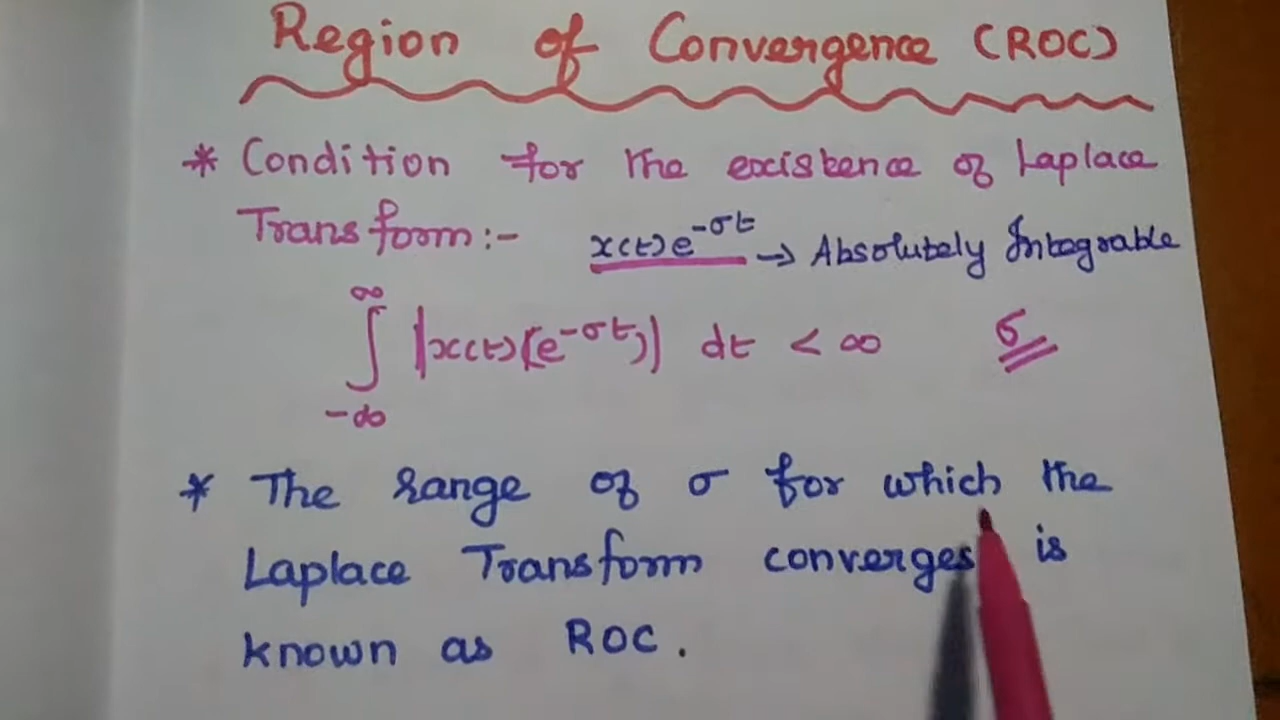 Region of Convergence (ROC)
* Condition for the existence of Laplace
Transform :- x(t)e^{-σt} → Absolutely Integrable
∫_{-∞}^{∞} |x(t)(e^{-σt})| dt < ∞ σ
* The range of σ for which the
Laplace Transform converges is
known as ROC.